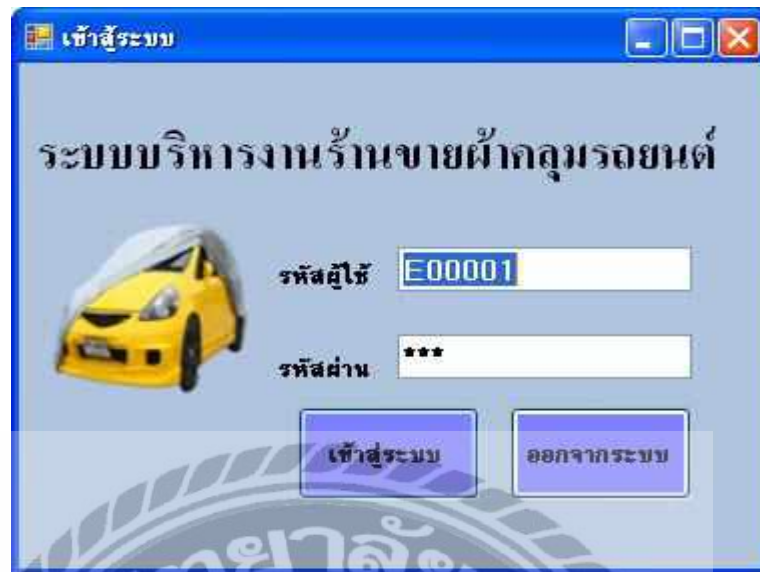 เข้าสู้ระบบ
ระบบบริหารงานร้านขายผ้าคลุมรถยนต์
รหัสผู้ใช้ E00001
รหัสผ่าน ***
เข้าสู่ระบบ ออกจากระบบ